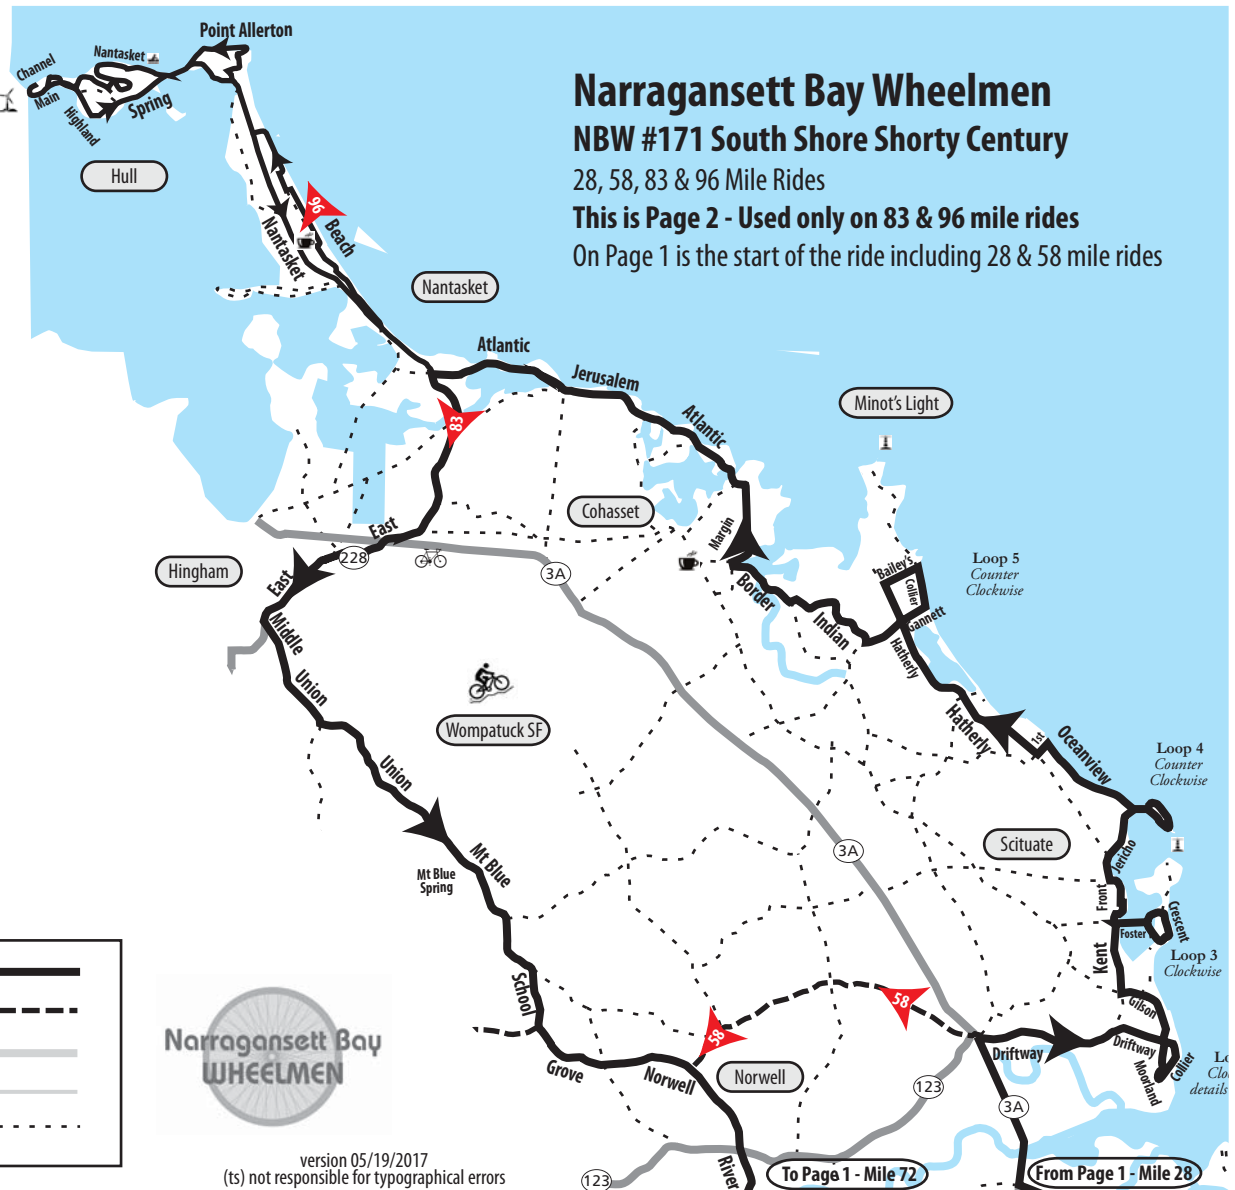 Narragansett Bay Wheelmen
NBW #171 South Shore Shorty Century
28, 58, 83 & 96 Mile Rides
This is Page 2 - Used only on 83 & 96 mile rides
On Page 1 is the start of the ride including 28 & 58 mile rides
Point Allerton
Nantasket
Channel
Main
Highland
Spring
Hull
96
Beach
Nantasket
Nantasket
Atlantic
Jerusalem
Atlantic
83
Minot's Light
Cohasset
Margin
East
228
3A
Hingham
East
Middle
Border
Indian
Bailey's
Collier
Gannett
Hatherly
Loop 5
Counter
Clockwise
Union
Wompatuck SF
Hatherly
1st
Oceanview
Loop 4
Counter
Clockwise
Union
3A
Scituate
Jericho
Mt Blue
Mt Blue
Spring
Front
Foster
Crescent
Kent
Loop 3
Clockwise
School
58
58
Gilson
Driftway
Driftway
Moorland
Collier
Lo
Clo
details
Grove
Norwell
Norwell
123
3A
River
123
To Page 1 - Mile 72
From Page 1 - Mile 28
Narragansett Bay
WHEELMEN
version 05/19/2017
(ts) not responsible for typographical errors